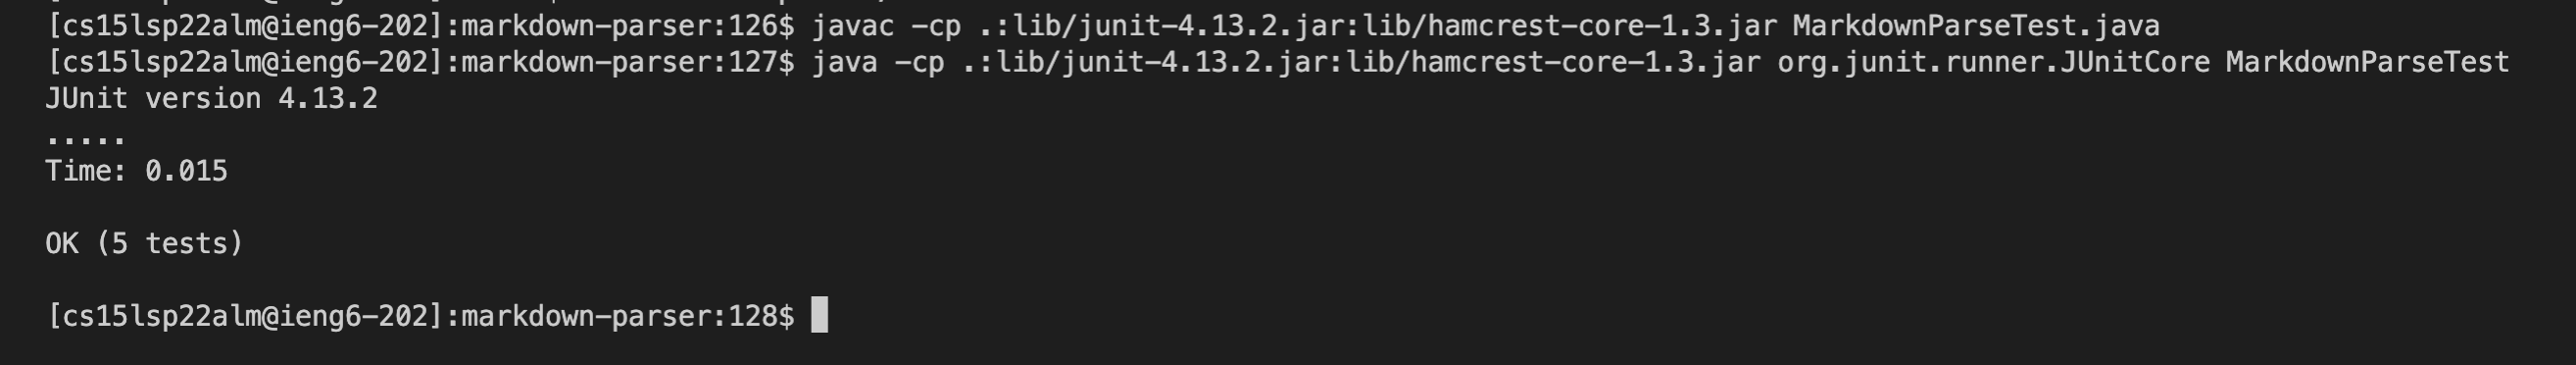 [cs15lsp22alm@ieng6-202]:markdown-parser:126$ javac -cp .:lib/junit-4.13.2.jar:lib/hamcrest-core-1.3.jar MarkdownParseTest.java
[cs15lsp22alm@ieng6-202]:markdown-parser:127$ java -cp .:lib/junit-4.13.2.jar:lib/hamcrest-core-1.3.jar org.junit.runner.JUnitCore MarkdownParseTest
JUnit version 4.13.2
.....
Time: 0.015
OK (5 tests)
[cs15lsp22alm@ieng6-202]:markdown-parser:128$